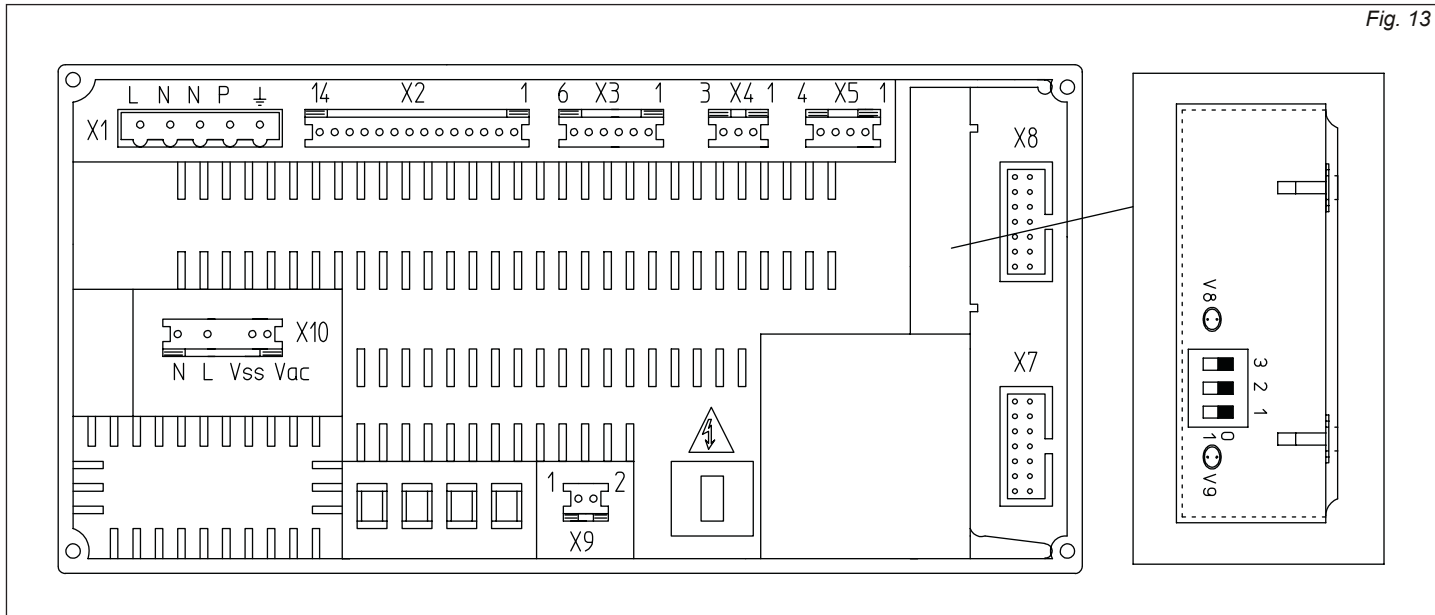 Fig. 13
L N N P ⏚
X1
14 X2 1
6 X3 1
3 X4 1
4 X5 1
X8
X10
N L Vss Vac
X7
1 2
X9
V8
3
2
1
0
1
V9